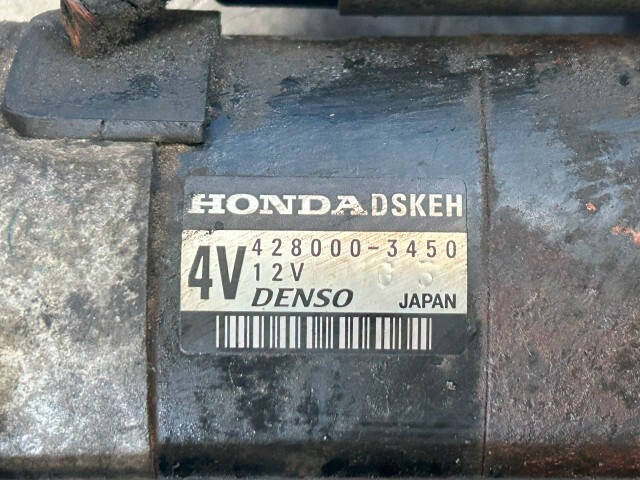 HONDA DSKEH
4V 428000-3450
12V
DENSO JAPAN